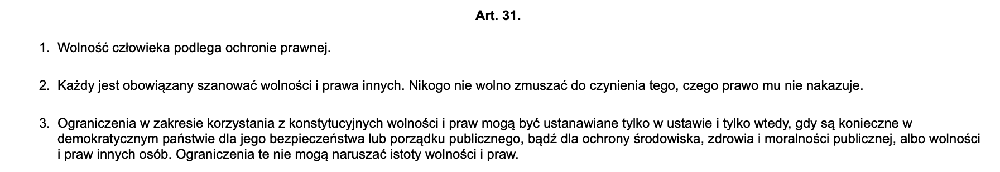 Art. 31.
1. Wolność człowieka podlega ochronie prawnej.
2. Każdy jest obowiązany szanować wolności i prawa innych. Nikogo nie wolno zmuszać do czynienia tego, czego prawo mu nie nakazuje.
3. Ograniczenia w zakresie korzystania z konstytucyjnych wolności i praw mogą być ustanawiane tylko w ustawie i tylko wtedy, gdy są konieczne w
demokratycznym państwie dla jego bezpieczeństwa lub porządku publicznego, bądź dla ochrony środowiska, zdrowia i moralności publicznej, albo wolności
i praw innych osób. Ograniczenia te nie mogą naruszać istoty wolności i praw.